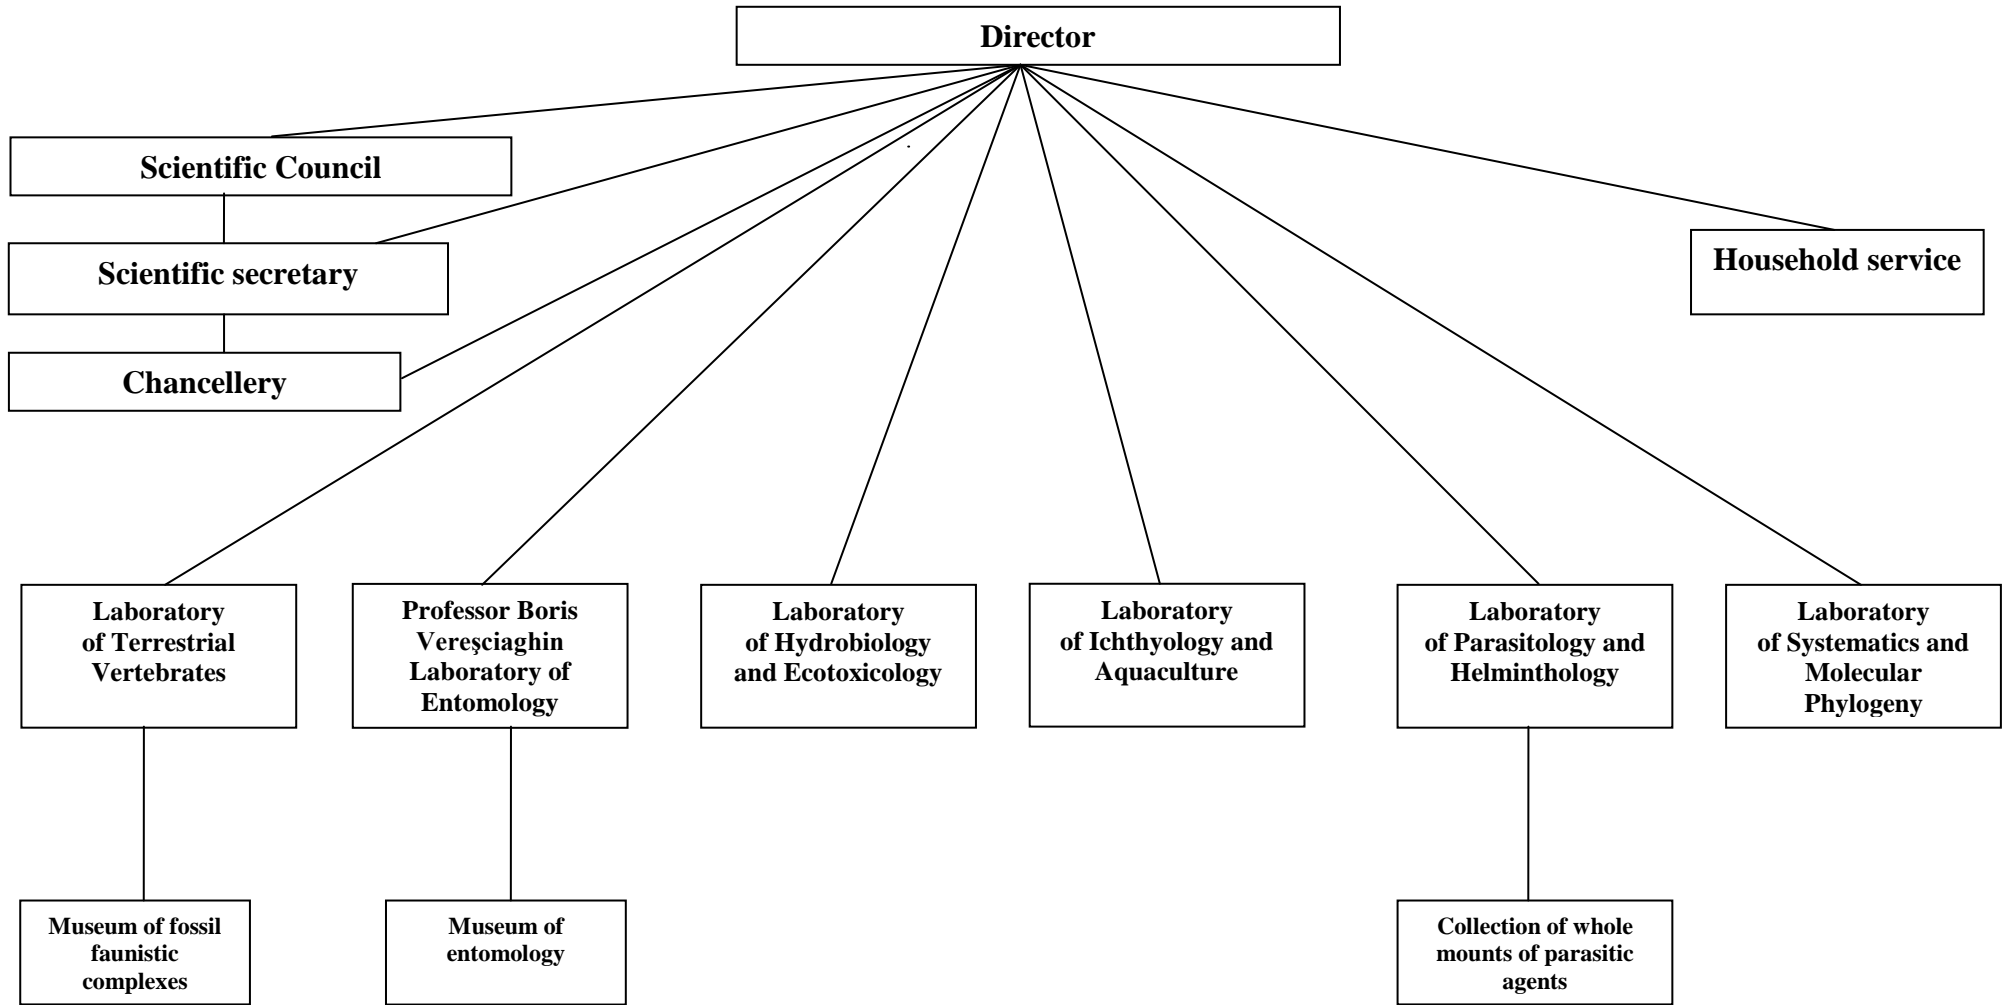 Director
Scientific Council
Scientific secretary
Household service
Chancellery
Laboratory
of Terrestrial
Vertebrates
Professor Boris
Vereşciaghin
Laboratory of
Entomology
Laboratory
of Hydrobiology
and Ecotoxicology
Laboratory
of Ichthyology and
Aquaculture
Laboratory
of Parasitology and
Helminthology
Laboratory
of Systematics and
Molecular
Phylogeny
Museum of fossil
faunistic
complexes
Museum of
entomology
Collection of whole
mounts of parasitic
agents